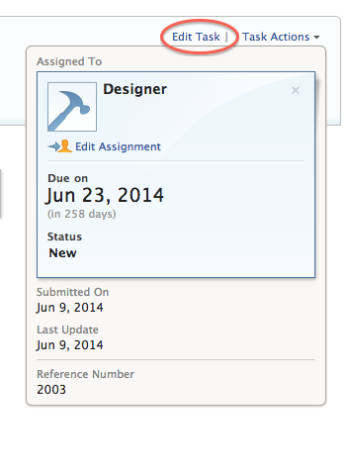 Edit Task | Task Actions
Assigned To
Designer
Edit Assignment
Due on
Jun 23, 2014
(in 258 days)
Status
New
Submitted On
Jun 9, 2014
Last Update
Jun 9, 2014
Reference Number
2003